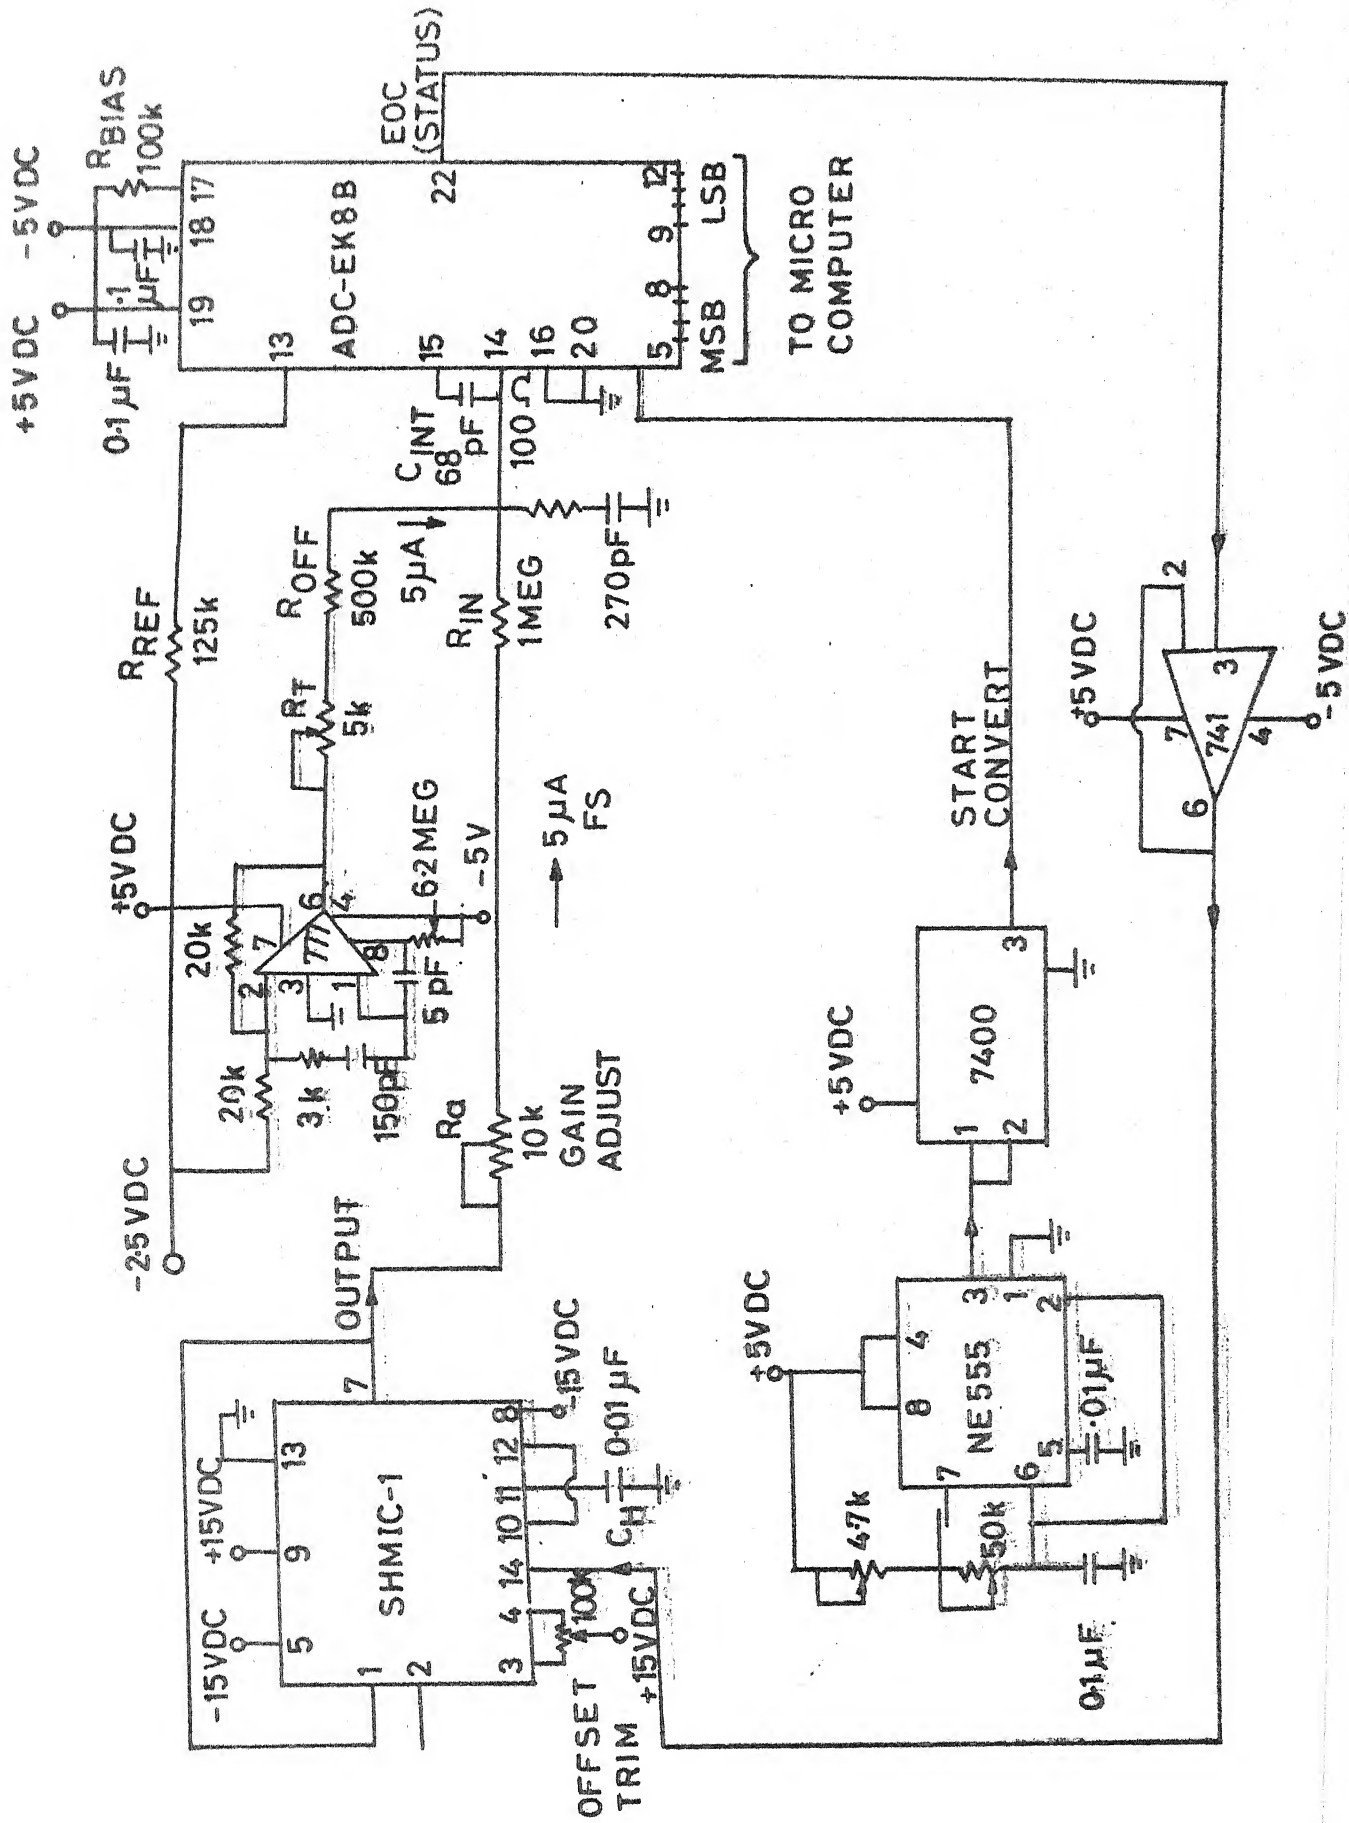 -15VDC
+15VDC
5
9
13
SHMIC-1
1
2
7
3
4
14
10
11
12
8
OFFSET
TRIM
100k
+15VDC
CH
0.01µF
-15VDC
OUTPUT
-2.5VDC
RREF
125k
20k
20k
3k
150pF
+5VDC
2
3
1
7
777
8
6
4
5pF
6.2MEG
-5V
RT
5k
ROFF
500k
5µA
Ra
10k
GAIN
ADJUST
5µA
FS
RIN
1MEG
270pF
100Ω
CINT
68
pF
+5VDC
-5VDC
0.1µF
.1
µF
RBIAS
100k
19
18
17
13
ADC-EK8B
15
14
16
20
22
EOC
(STATUS)
5
8
9
12
MSB
LSB
TO MICRO
COMPUTER
+5VDC
4.7k
50k
0.1µF
7
6
8
4
NE555
5
3
1
2
.01µF
+5VDC
1
2
7400
3
START
CONVERT
+5VDC
2
3
7
741
4
6
-5VDC